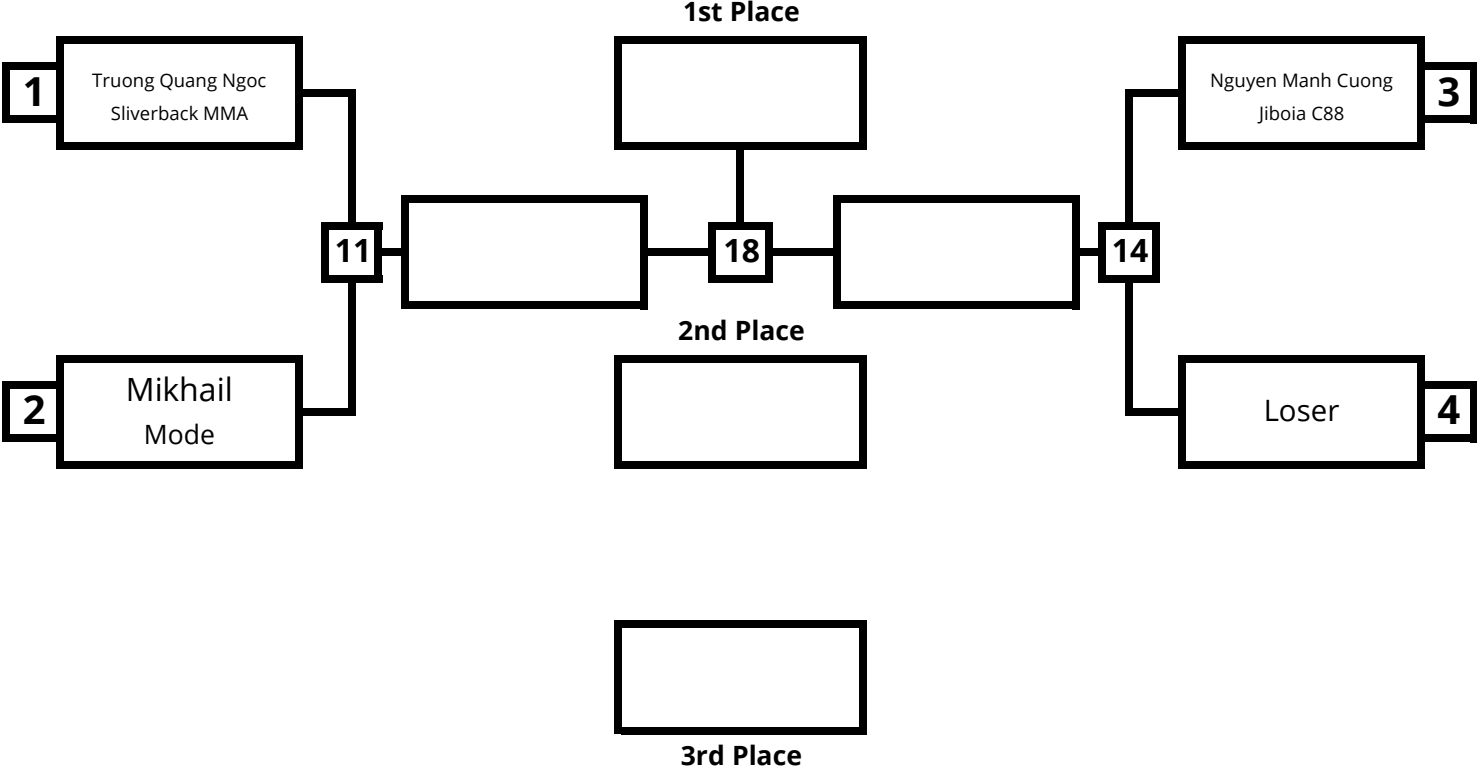 1st Place
1
Truong Quang Ngoc
Sliverback MMA
Nguyen Manh Cuong
Jiboia C88
3
11
18
14
2nd Place
2
Mikhail
Mode
Loser
4
3rd Place